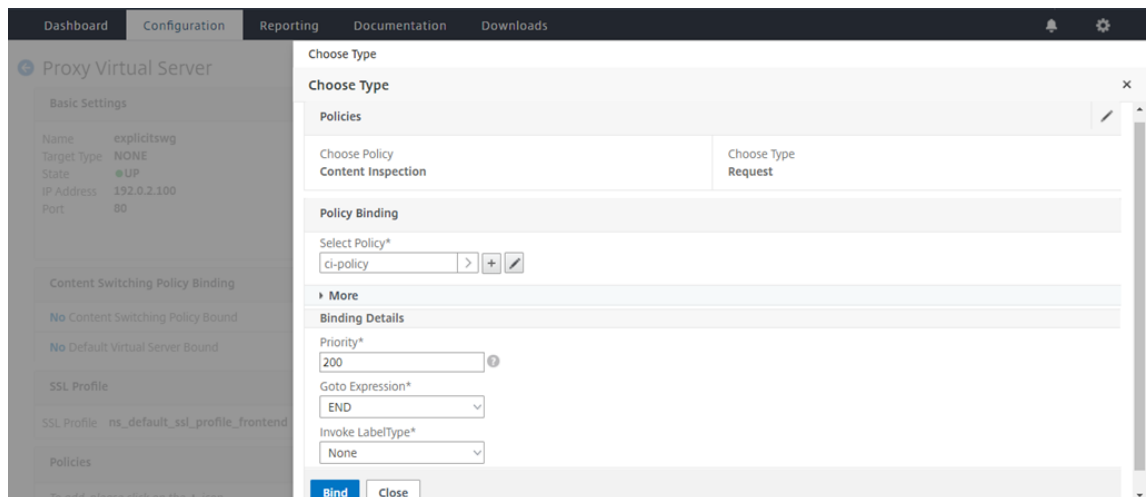 Dashboard Configuration Reporting Documentation Downloads
Proxy Virtual Server
Basic Settings
Name explicitswg
Target Type NONE
State UP
IP Address 192.0.2.100
Port 80
Content Switching Policy Binding
No Content Switching Policy Bound
No Default Virtual Server Bound
SSL Profile
SSL Profile ns_default_ssl_profile_frontend
Policies
Choose Type
Choose Type
Policies
Choose Policy Choose Type
Content Inspection Request
Policy Binding
Select Policy*
ci-policy
More
Binding Details
Priority*
200
Goto Expression*
END
Invoke LabelType*
None
Bind Close